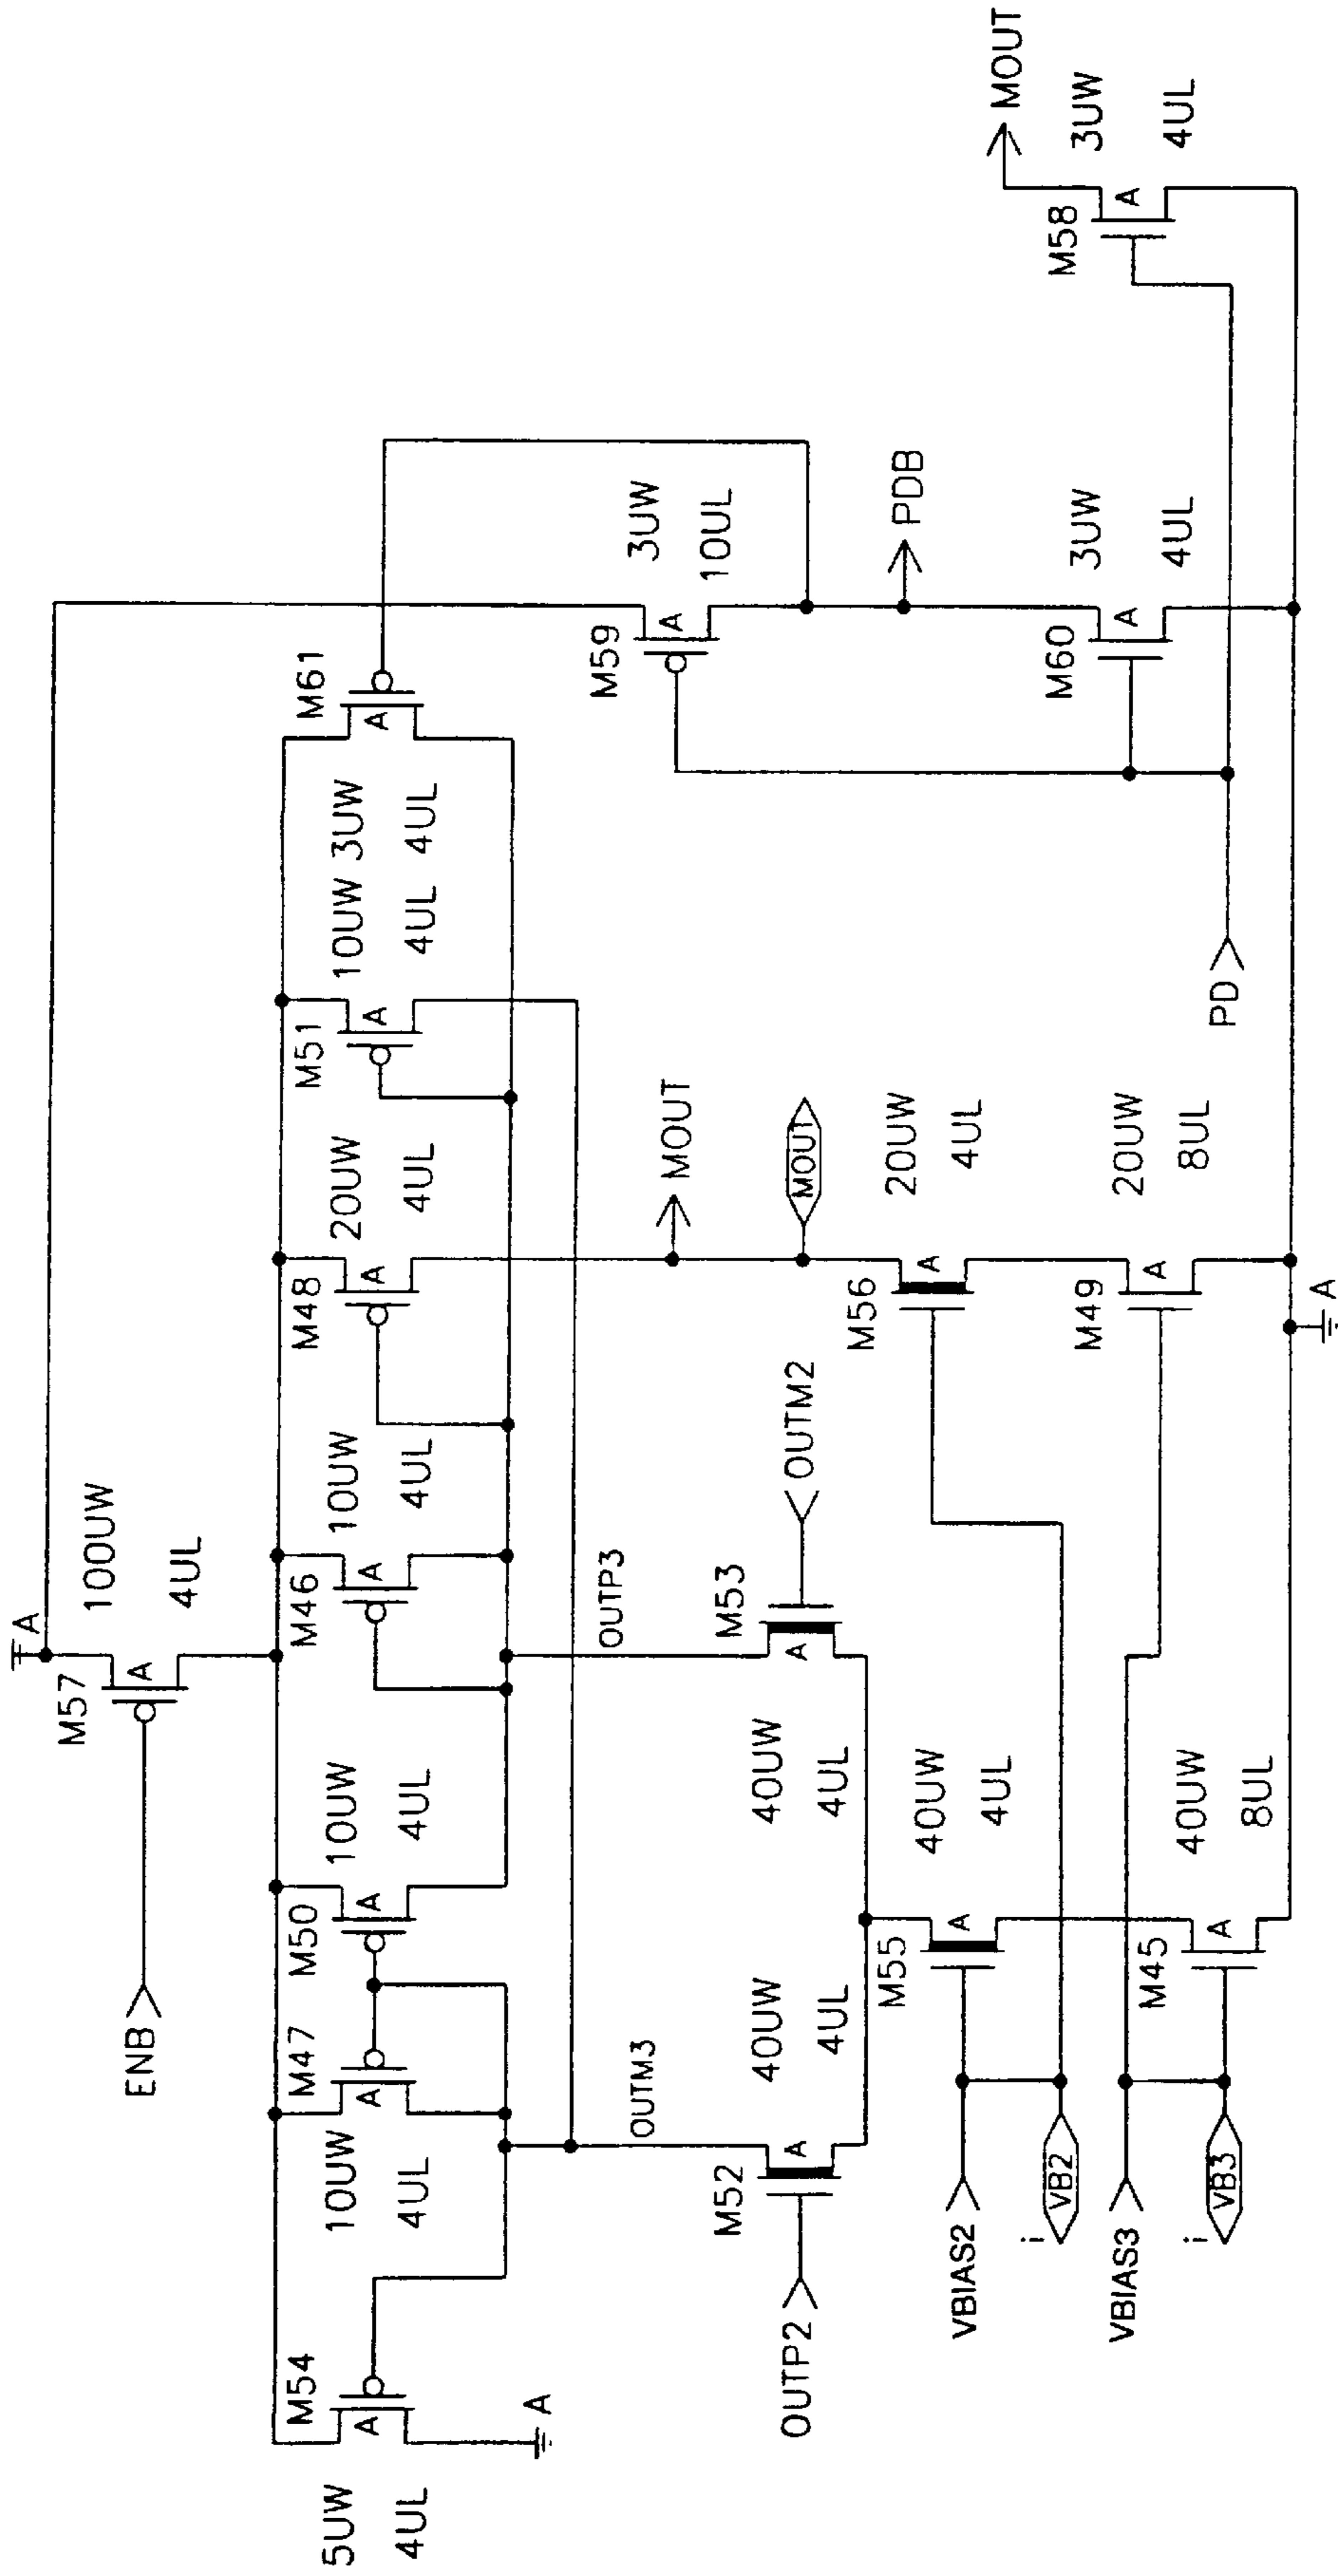 A
M57
100UW
4UL
ENB
M54
5UW
4UL
A
A
M47
10UW
4UL
A
M50
10UW
4UL
A
M46
10UW
4UL
A
M48
20UW
4UL
A
M51
10UW
4UL
A
M61
3UW
4UL
A
OUTM3
OUTP3
OUTP2
M52
40UW
4UL
A
M53
40UW
4UL
A
OUTM2
MOUT
MOUT
M59
3UW
10UL
A
PDB
M60
3UW
4UL
A
M58
3UW
4UL
A
MOUT
M55
40UW
4UL
A
M56
20UW
4UL
A
M45
40UW
8UL
A
M49
20UW
8UL
A
VBIAS2
i
VB2
VBIAS3
i
VB3
PD
A